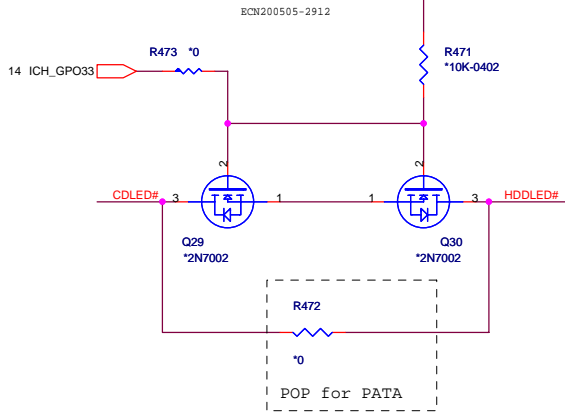 ECN200505-2912
R473 *0
R471
*10K-0402
14 ICH_GPO33
2 2
CDLED# 3 1 1 3 HDDLED#
Q29 Q30
*2N7002 *2N7002
R472
*0
POP for PATA